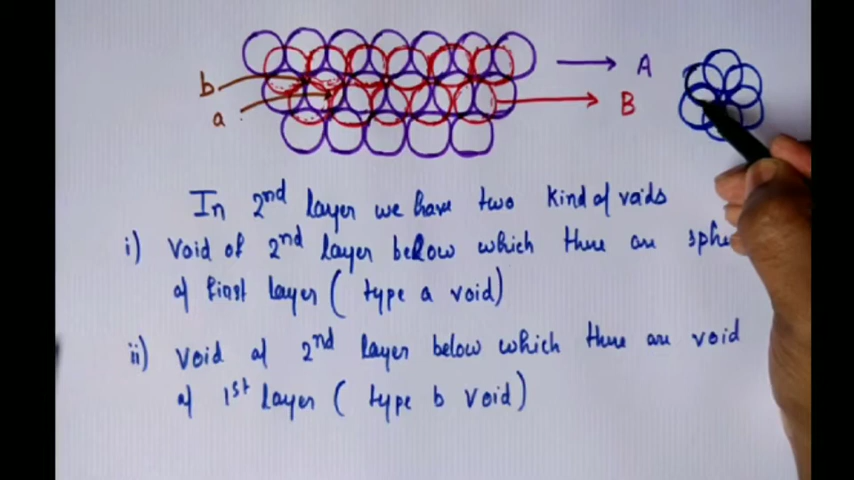 b
a
A
B
In 2nd layer we have two kind of voids
i) Void of 2nd layer below which there are sphe
of first layer ( type a void)
ii) Void of 2nd layer below which there are void
of 1st layer ( type b void)